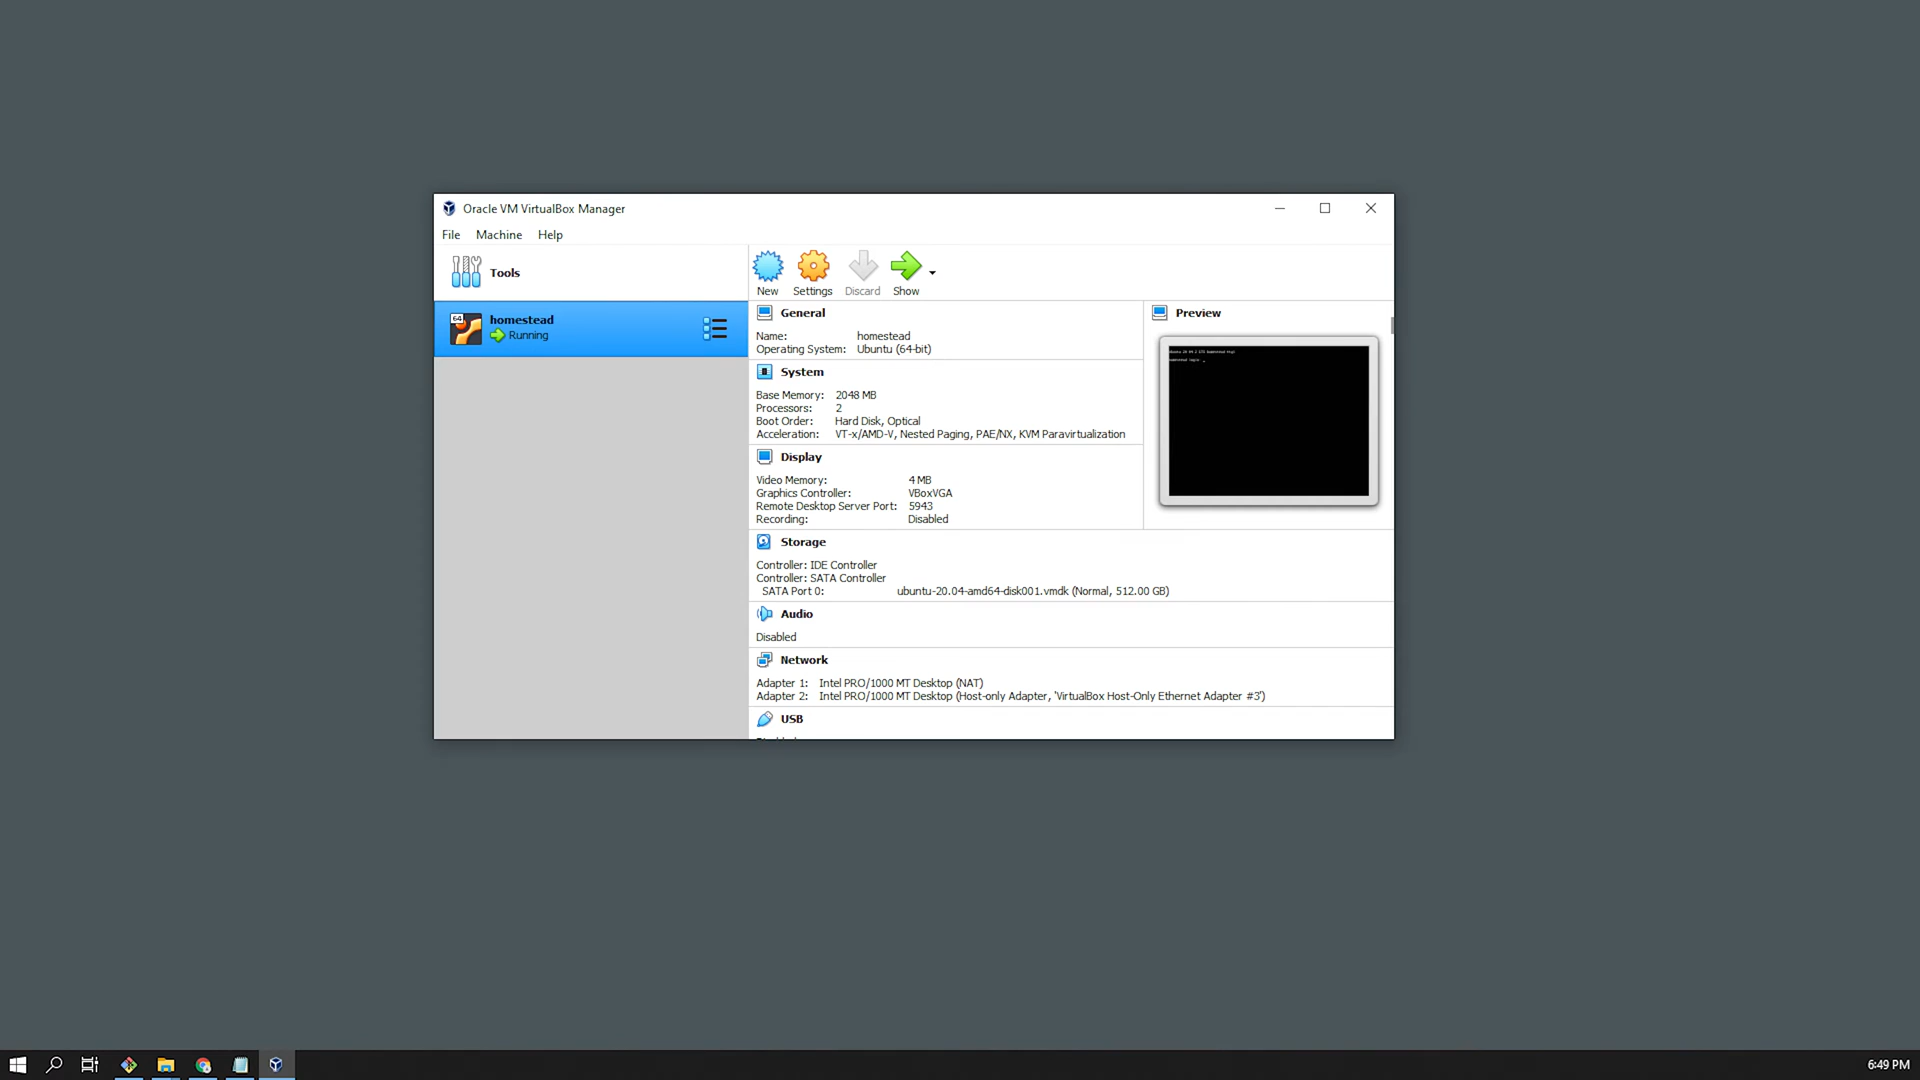 Oracle VM VirtualBox Manager
File Machine Help
Tools
New Settings Discard Show
64 homestead
Running
General
Name: homestead
Operating System: Ubuntu (64-bit)
System
Base Memory: 2048 MB
Processors: 2
Boot Order: Hard Disk, Optical
Acceleration: VT-x/AMD-V, Nested Paging, PAE/NX, KVM Paravirtualization
Display
Video Memory: 4 MB
Graphics Controller: VBoxVGA
Remote Desktop Server Port: 5943
Recording: Disabled
Preview
Storage
Controller: IDE Controller
Controller: SATA Controller
SATA Port 0: ubuntu-20.04-amd64-disk001.vmdk (Normal, 512.00 GB)
Audio
Disabled
Network
Adapter 1: Intel PRO/1000 MT Desktop (NAT)
Adapter 2: Intel PRO/1000 MT Desktop (Host-only Adapter, 'VirtualBox Host-Only Ethernet Adapter #3')
USB
6:49 PM